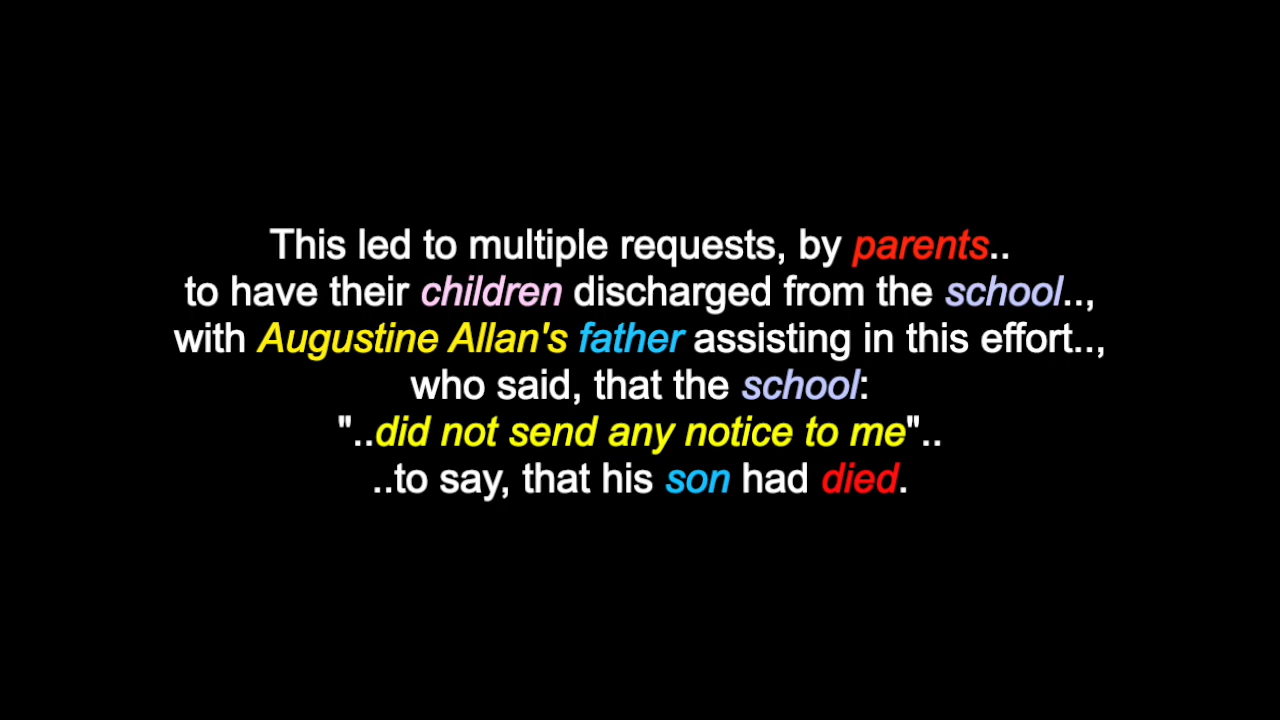 This led to multiple requests, by parents..
to have their children discharged from the school..,
with Augustine Allan's father assisting in this effort..,
who said, that the school:
"..did not send any notice to me"..
..to say, that his son had died.